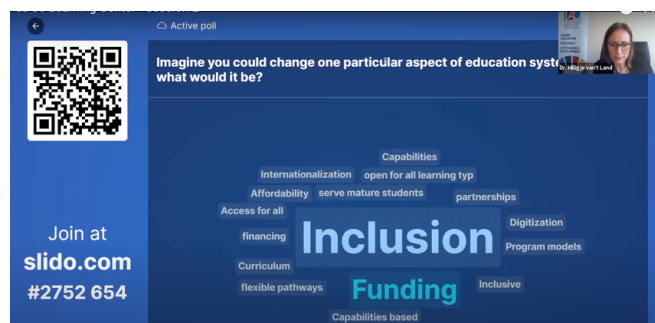 Active poll
Imagine you could change one particular aspect of education syst
what would it be?
Dr. Hilligje van't Land
Capabilities
Internationalization
open for all learning typ
Affordability
serve mature students
partnerships
Access for all
Digitization
financing
Inclusion
Program models
Curriculum
flexible pathways
Funding
Inclusive
Capabilities based
Join at
slido.com
#2752 654